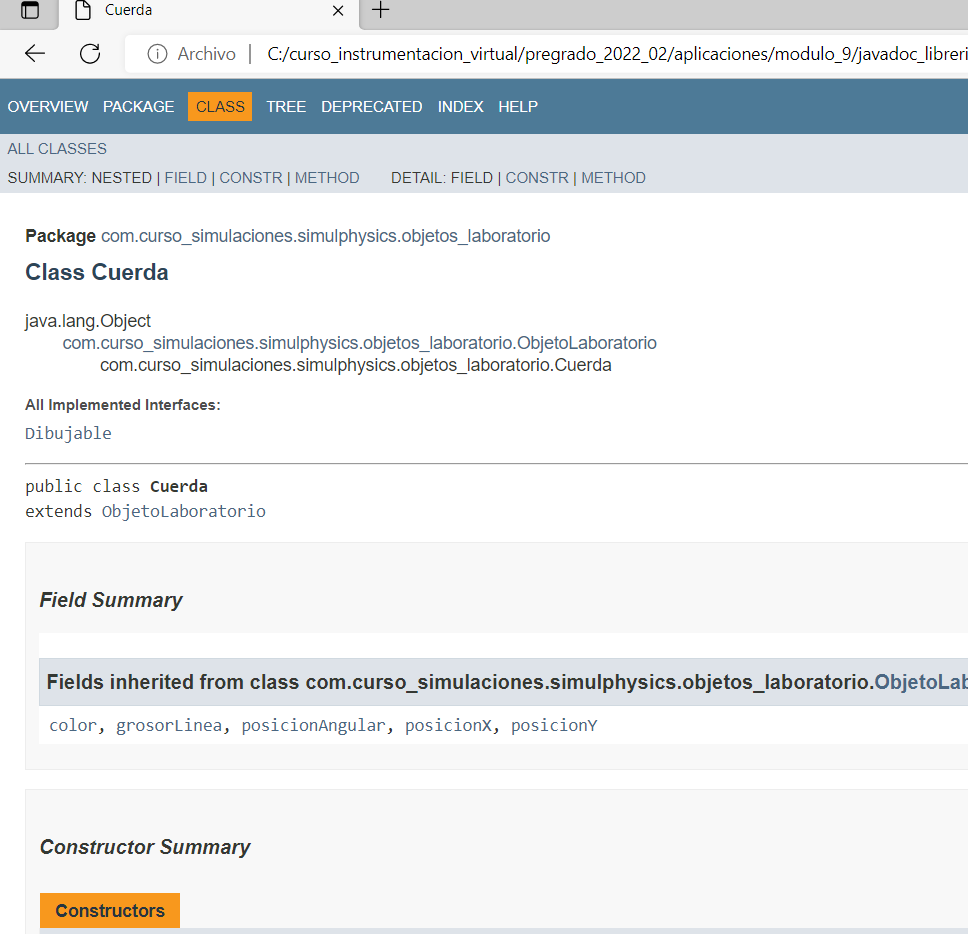 Cuerda
Archivo | C:/curso_instrumentacion_virtual/pregrado_2022_02/aplicaciones/modulo_9/javadoc_libreri
OVERVIEW PACKAGE CLASS TREE DEPRECATED INDEX HELP
ALL CLASSES
SUMMARY: NESTED | FIELD | CONSTR | METHOD DETAIL: FIELD | CONSTR | METHOD
Package com.curso_simulaciones.simulphysics.objetos_laboratorio
Class Cuerda
java.lang.Object
com.curso_simulaciones.simulphysics.objetos_laboratorio.ObjetoLaboratorio
com.curso_simulaciones.simulphysics.objetos_laboratorio.Cuerda
All Implemented Interfaces:
Dibujable
public class Cuerda
extends ObjetoLaboratorio
Field Summary
Fields inherited from class com.curso_simulaciones.simulphysics.objetos_laboratorio.ObjetoLab
color, grosorLinea, posicionAngular, posicionX, posicionY
Constructor Summary
Constructors